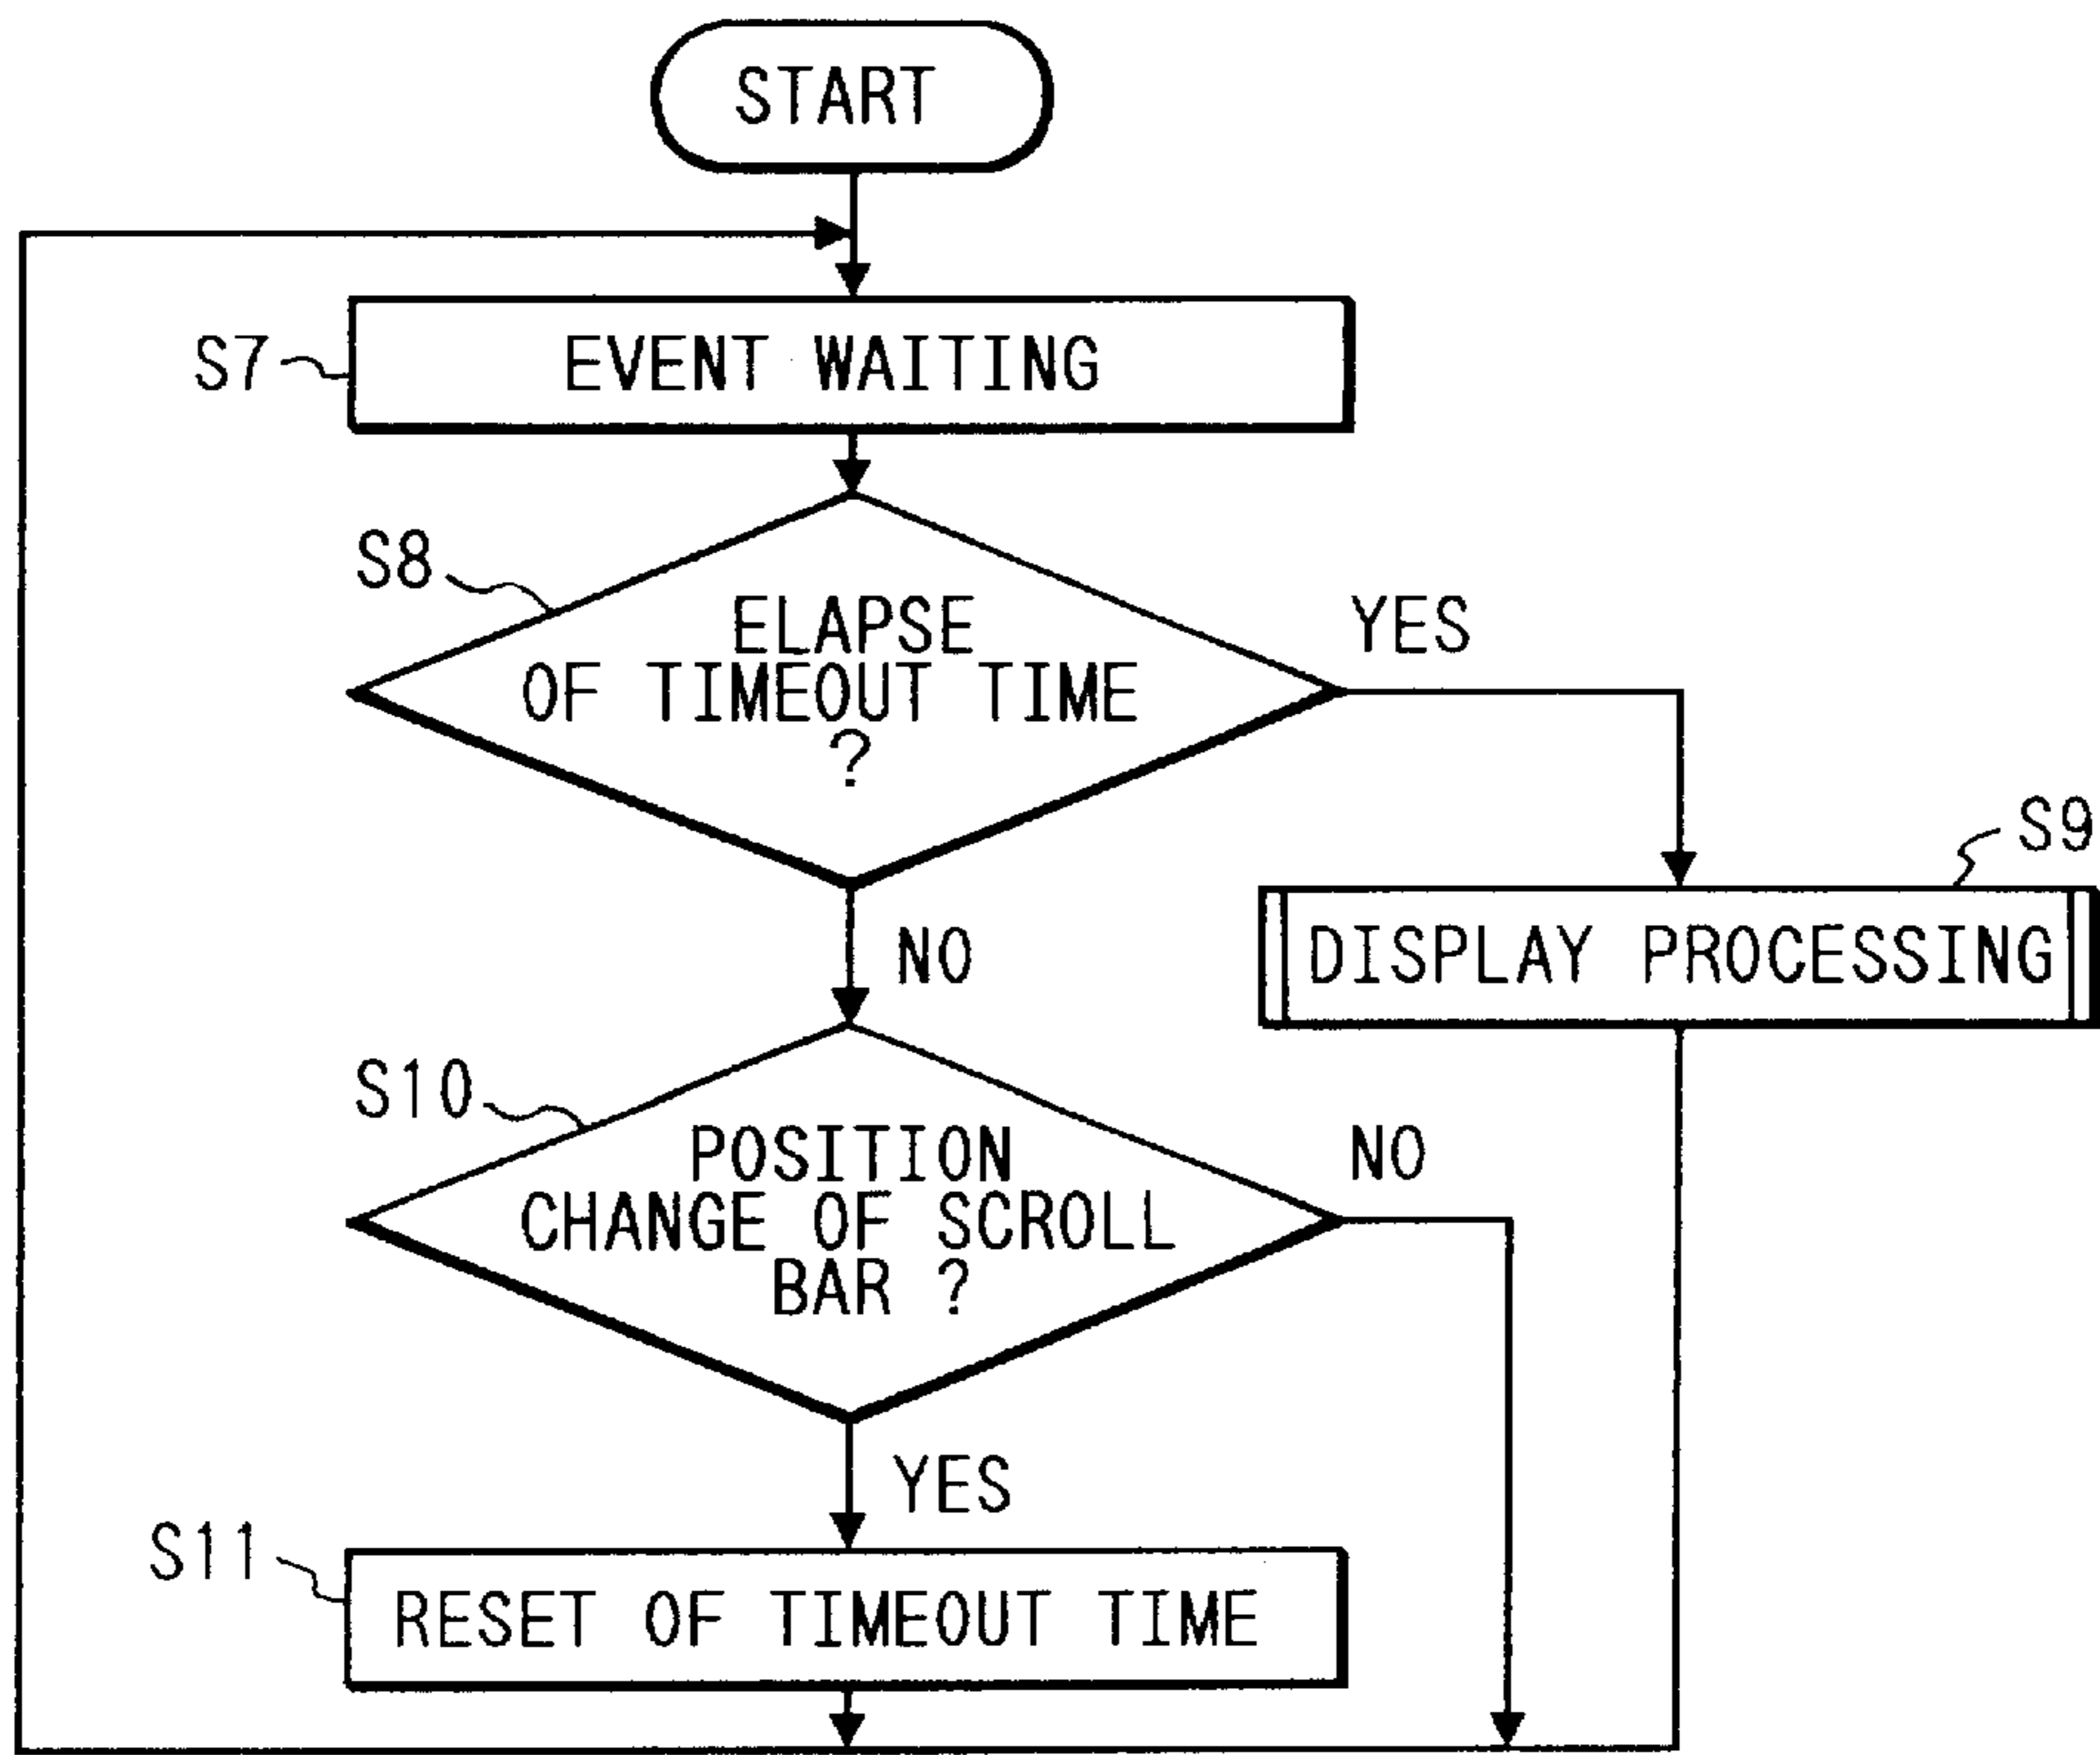 START
S7
EVENT WAITING
S8
ELAPSE
OF TIMEOUT TIME
?
YES
S9
NO
DISPLAY PROCESSING
S10
POSITION
CHANGE OF SCROLL
BAR ?
NO
YES
S11
RESET OF TIMEOUT TIME